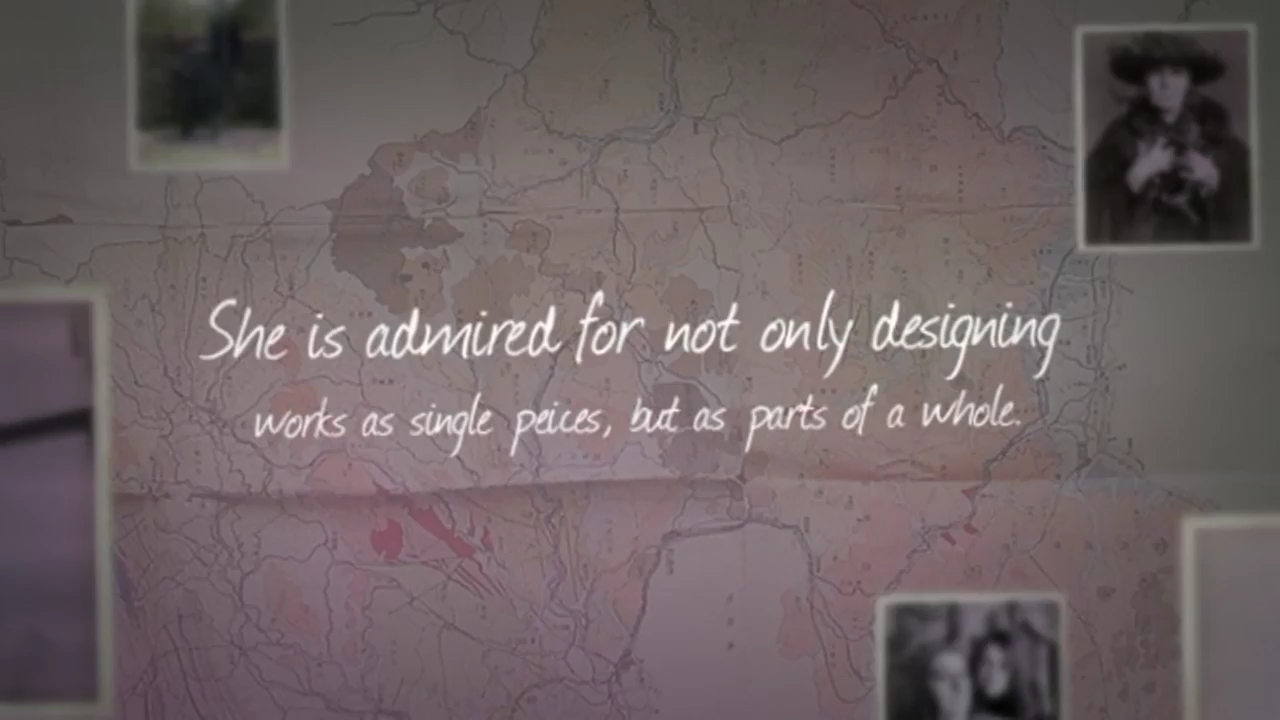 She is admired for not only designing
works as single peices, but as parts of a whole.